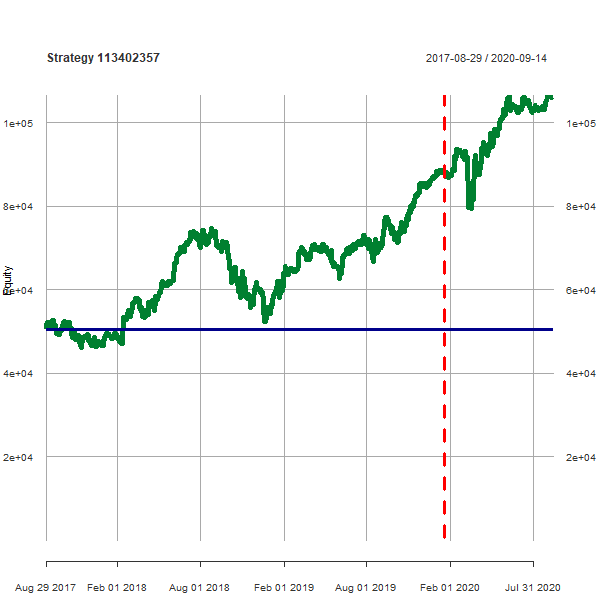 Strategy 113402357
2017-08-29 / 2020-09-14
1e+05
1e+05
8e+04
8e+04
Equity
6e+04
6e+04
4e+04
4e+04
2e+04
2e+04
Aug 29 2017
Feb 01 2018
Aug 01 2018
Feb 01 2019
Aug 01 2019
Feb 01 2020
Jul 31 2020